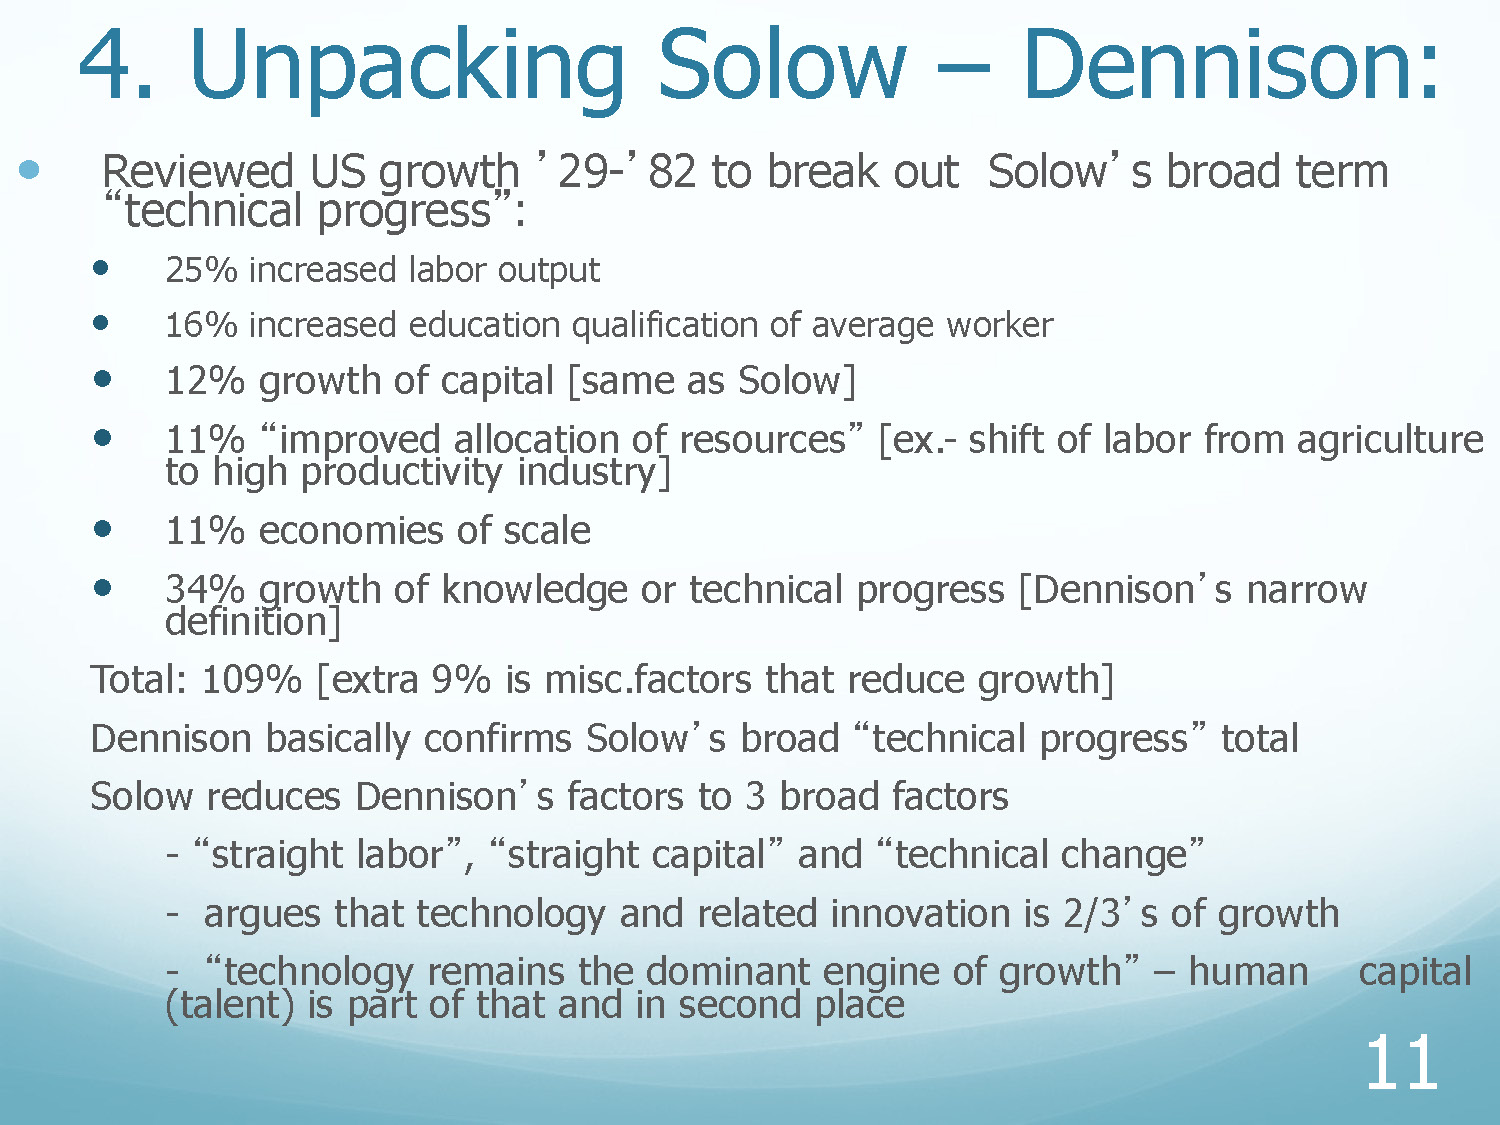 4. Unpacking Solow – Dennison:
• Reviewed US growth ’29-’82 to break out Solow’s broad term
“technical progress”:
• 25% increased labor output
• 16% increased education qualification of average worker
• 12% growth of capital [same as Solow]
• 11% “improved allocation of resources” [ex.- shift of labor from agriculture
to high productivity industry]
• 11% economies of scale
• 34% growth of knowledge or technical progress [Dennison’s narrow
definition]
Total: 109% [extra 9% is misc.factors that reduce growth]
Dennison basically confirms Solow’s broad “technical progress” total
Solow reduces Dennison’s factors to 3 broad factors
- “straight labor”, “straight capital” and “technical change”
- argues that technology and related innovation is 2/3’s of growth
- “technology remains the dominant engine of growth” – human capital
(talent) is part of that and in second place
11